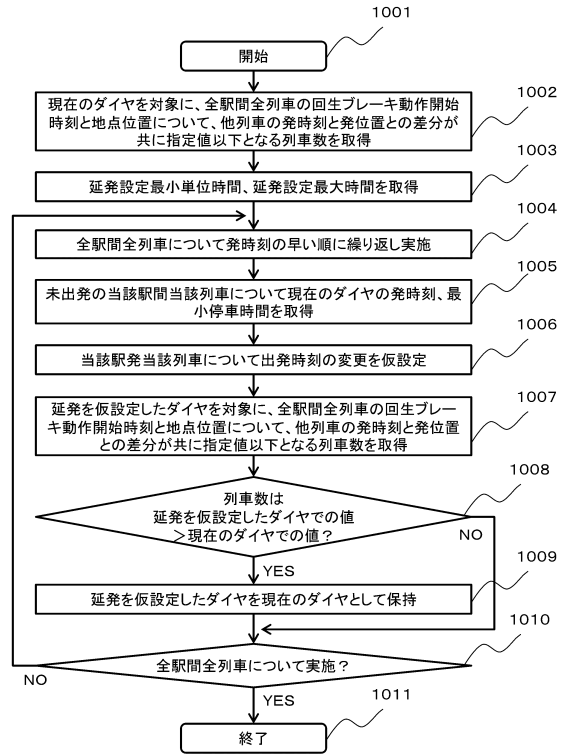 1001
開始
1002
現在のダイヤを対象に、全駅間全列車の回生ブレーキ動作開始
時刻と地点位置について、他列車の発時刻と発位置との差分が
共に指定値以下となる列車数を取得
1003
延発設定最小単位時間、延発設定最大時間を取得
1004
全駅間全列車について発時刻の早い順に繰り返し実施
1005
未出発の当該駅間当該列車について現在のダイヤの発時刻、最
小停車時間を取得
1006
当該駅発当該列車について出発時刻の変更を仮設定
1007
延発を仮設定したダイヤを対象に、全駅間全列車の回生ブレー
キ動作開始時刻と地点位置について、他列車の発時刻と発位置
との差分が共に指定値以下となる列車数を取得
1008
列車数は
延発を仮設定したダイヤでの値
＞現在のダイヤでの値？
NO
YES
1009
延発を仮設定したダイヤを現在のダイヤとして保持
1010
全駅間全列車について実施？
NO
YES
1011
終了